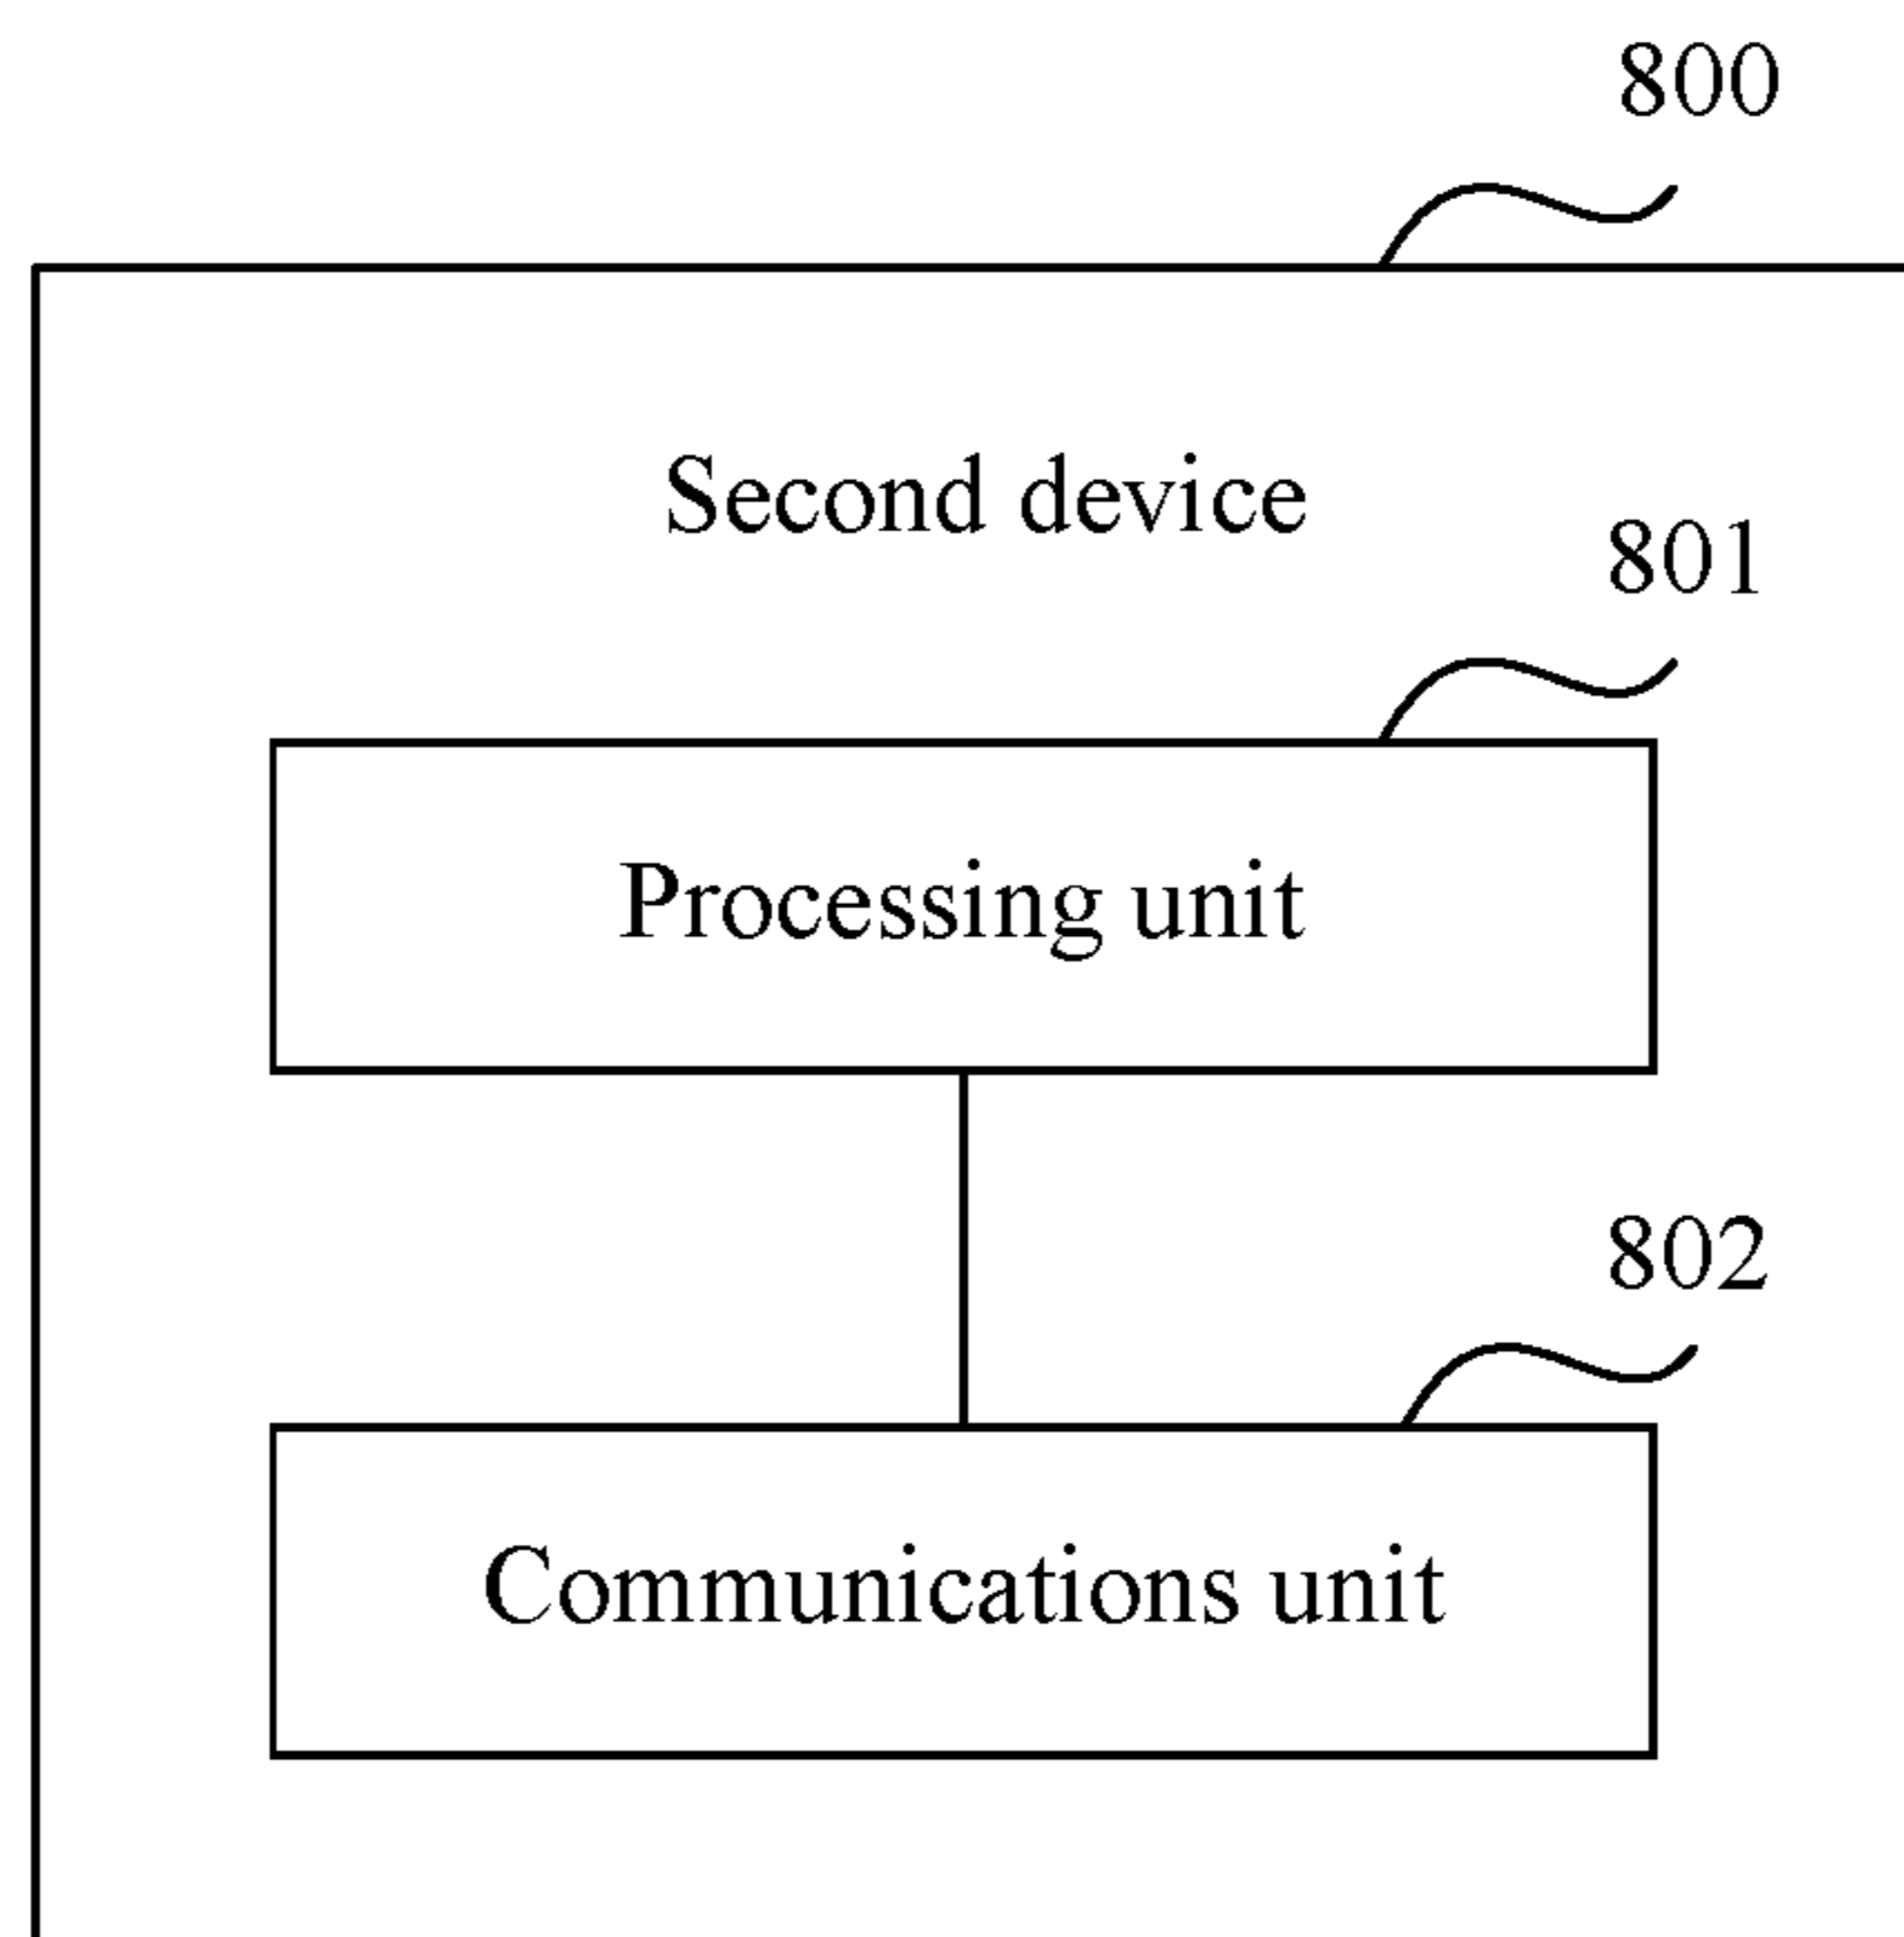 800
Second device
801
Processing unit
802
Communications unit